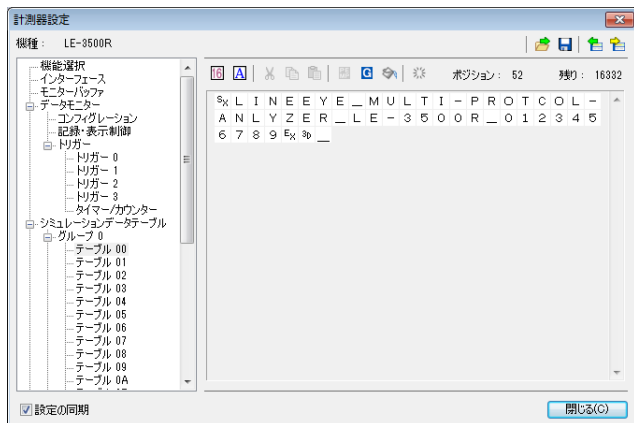 計測器設定
機種： LE-3500R
機能選択
インターフェース
モニターバッファ
データモニター
コンフィグレーション
記録・表示制御
トリガー
トリガー 0
トリガー 1
トリガー 2
トリガー 3
タイマー/カウンター
シミュレーションデータテーブル
グループ 0
テーブル 00
テーブル 01
テーブル 02
テーブル 03
テーブル 04
テーブル 05
テーブル 06
テーブル 07
テーブル 08
テーブル 09
テーブル 0A
16 A G ポジション： 52 残り： 16332
SX L I N E E Y E _ M U L T I - P R O T C O L -
A N L Y Z E R _ L E - 3 5 0 0 R _ 0 1 2 3 4 5
6 7 8 9 EX 3D _
設定の同期
閉じる(C)